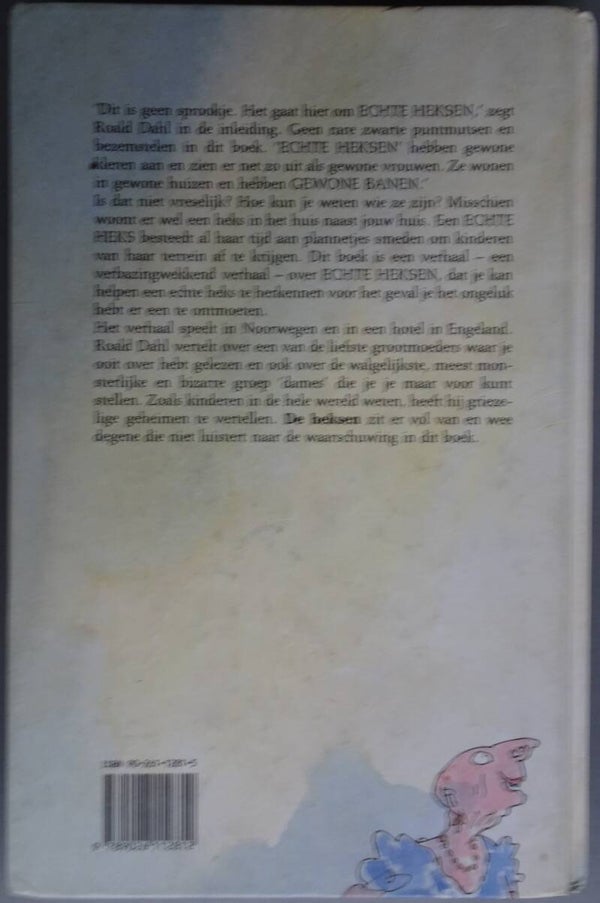 "Dit is geen sprookje. Het gaat hier om ECHTE HEKSEN," zegt
Roald Dahl in de inleiding. Geen rare zwarte puntmutsen en
bezemstelen in dit boek. "ECHTE HEKSEN" hebben gewone
kleren aan en zien er net zo uit als gewone vrouwen. Ze wonen
in gewone huizen en hebben GEWONE BANEN."
Is dat niet vreselijk? Hoe kun je weten wie ze zijn? Misschien
woont er wel een heks in het huis naast jouw huis. Een ECHTE
HEKS besteedt al haar tijd aan plannetjes smeden om kinderen
van haar terrein af te krijgen. Dit boek is een verhaal – een
verbazingwekkend verhaal – over ECHTE HEKSEN, dat je kan
helpen een echte heks te herkennen voor het geval je het ongeluk
hebt er een te ontmoeten.
Het verhaal speelt in Noorwegen en in een hotel in Engeland.
Roald Dahl vertelt over een van de liefste grootmoeders waar je
ooit over hebt gelezen en ook over de walgelijkste, meest mon-
sterlijke en bizarre groep 'dames' die je je maar voor kunt
stellen. Zoals kinderen in de hele wereld weten, heeft hij grieze-
lige geheimen te vertellen. De heksen zit er vol van en wee
degene die niet luistert naar de waarschuwing in dit boek.
ISBN 90-261-1281-5
9 789026 112812